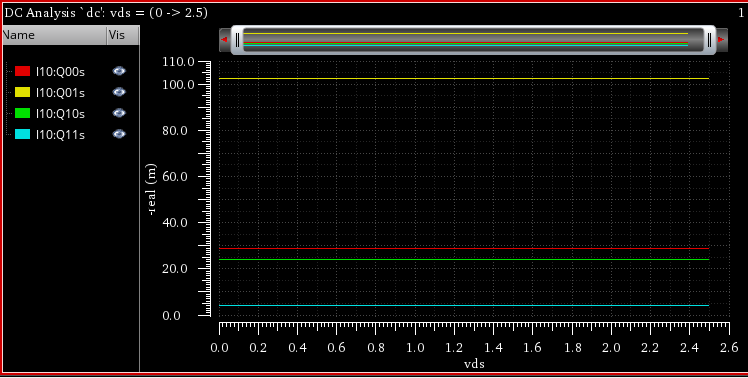 DC Analysis `dc': vds = (0 -> 2.5)
1
Name Vis
I10:Q00s
I10:Q01s
I10:Q10s
I10:Q11s
110.0
100.0
80.0
60.0
40.0
20.0
0.0
-real (m)
0.0 0.2 0.4 0.6 0.8 1.0 1.2 1.4 1.6 1.8 2.0 2.2 2.4 2.6
vds